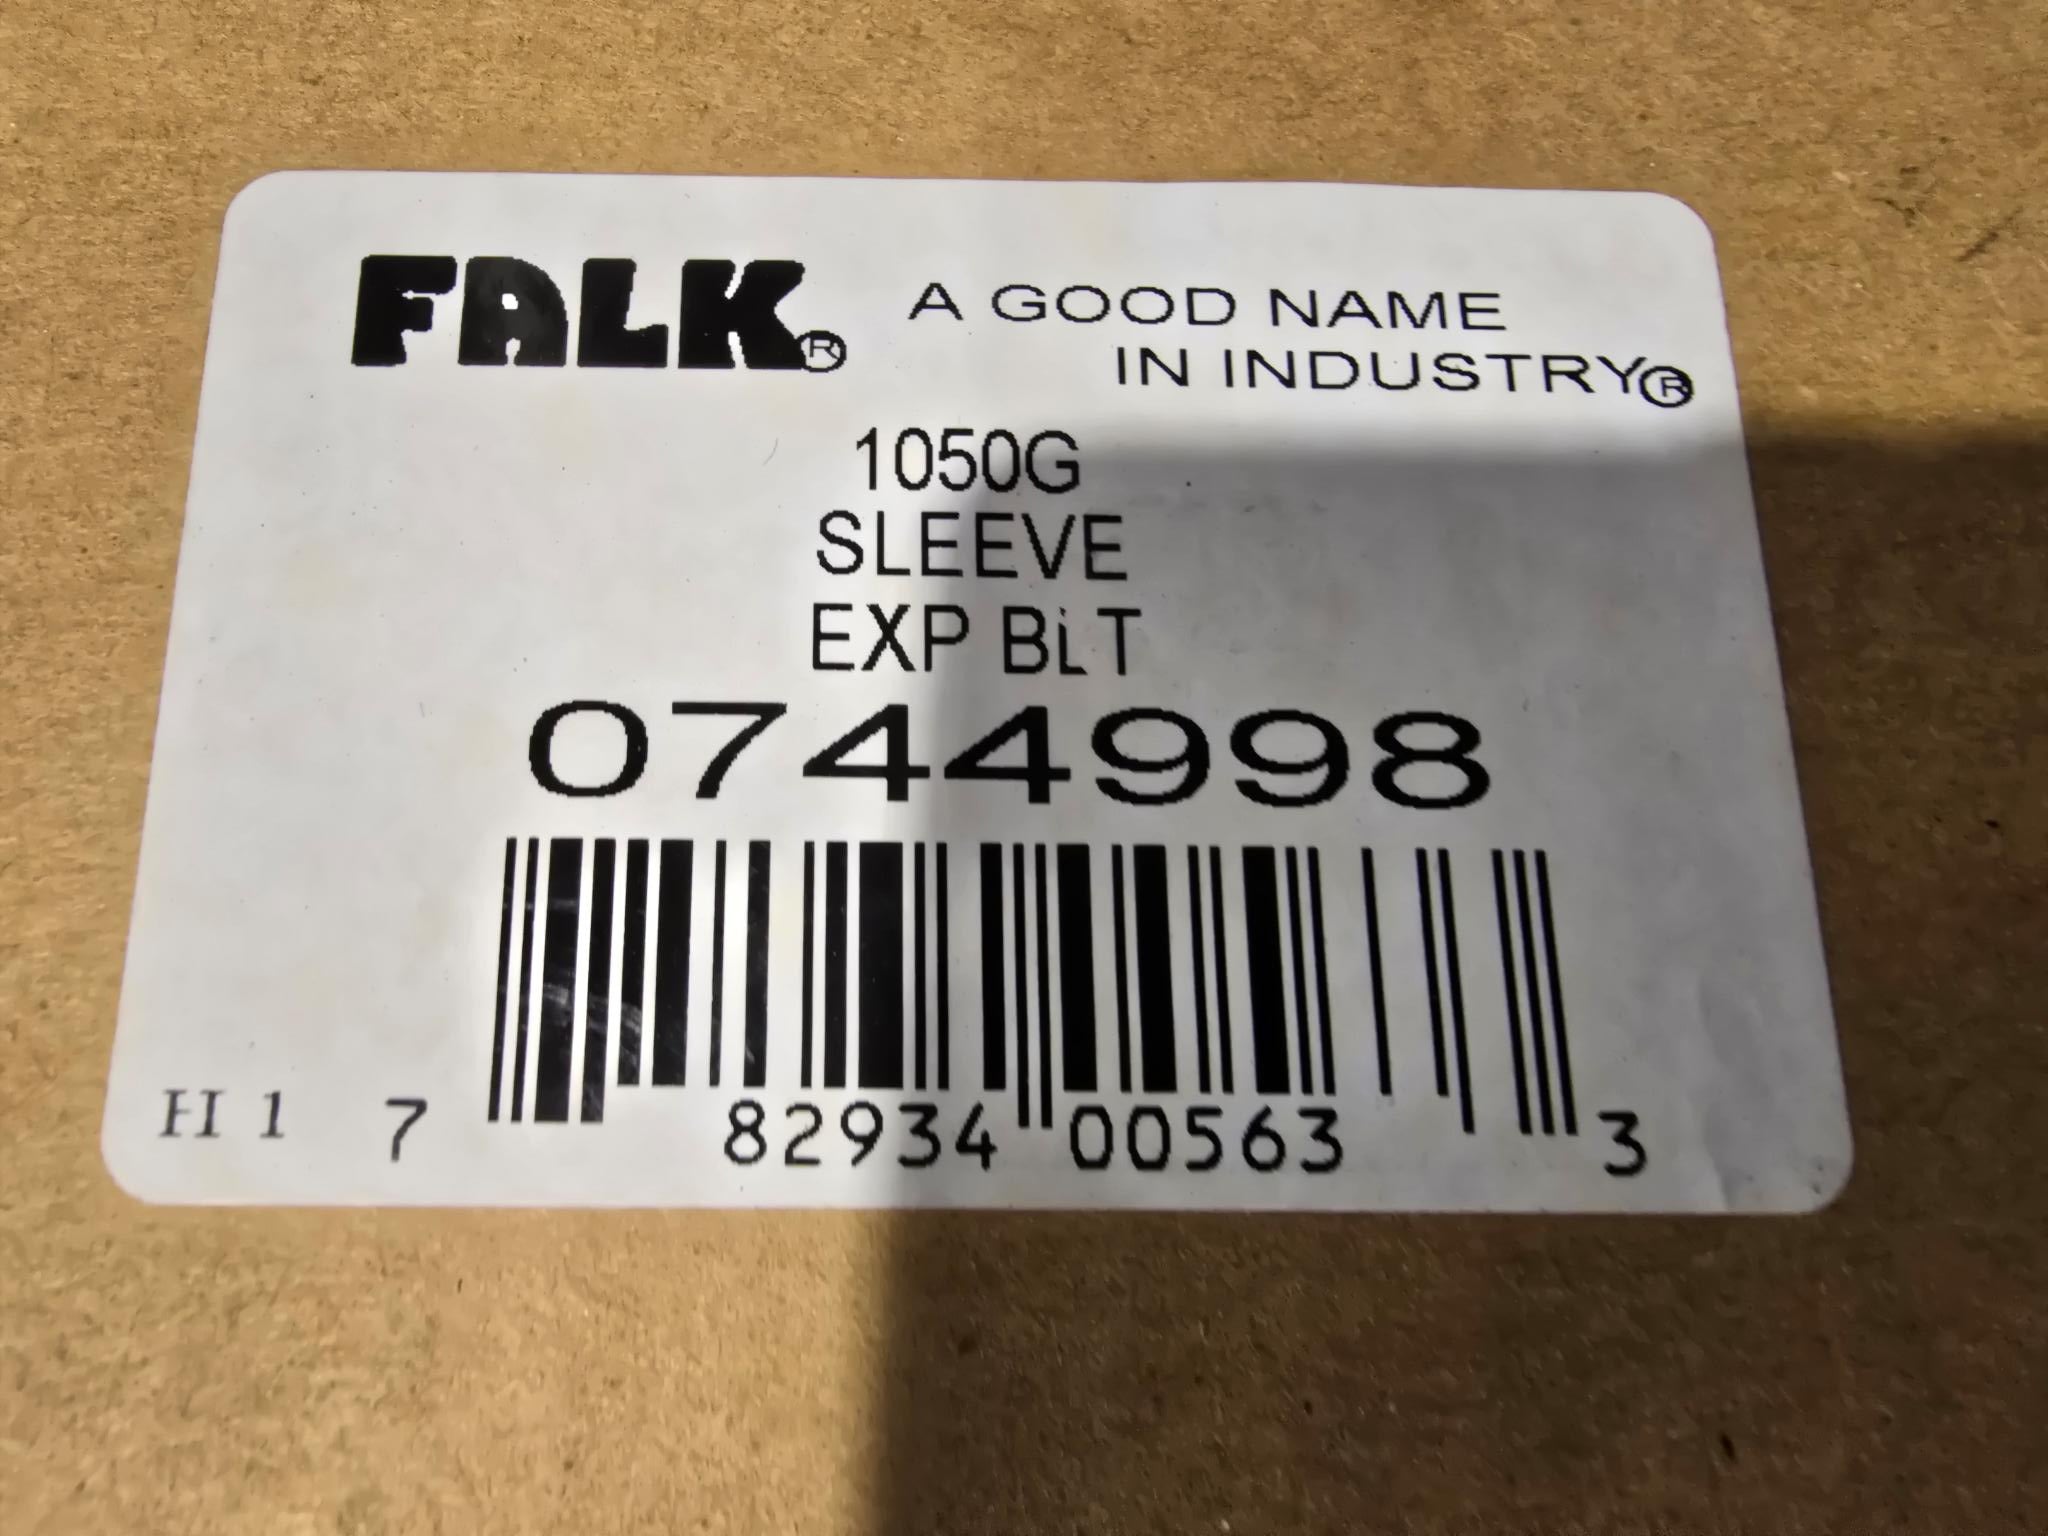 FALK® A GOOD NAME
IN INDUSTRY®
1050G
SLEEVE
EXP BLT
0744998
H 1 7 82934 00563 3